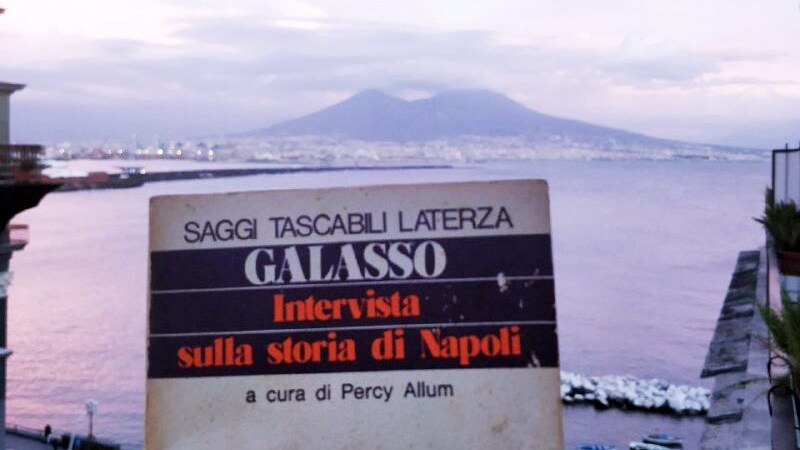 SAGGI TASCABILI LATERZA
GALASSO
Intervista
sulla storia di Napoli
a cura di Percy Allum